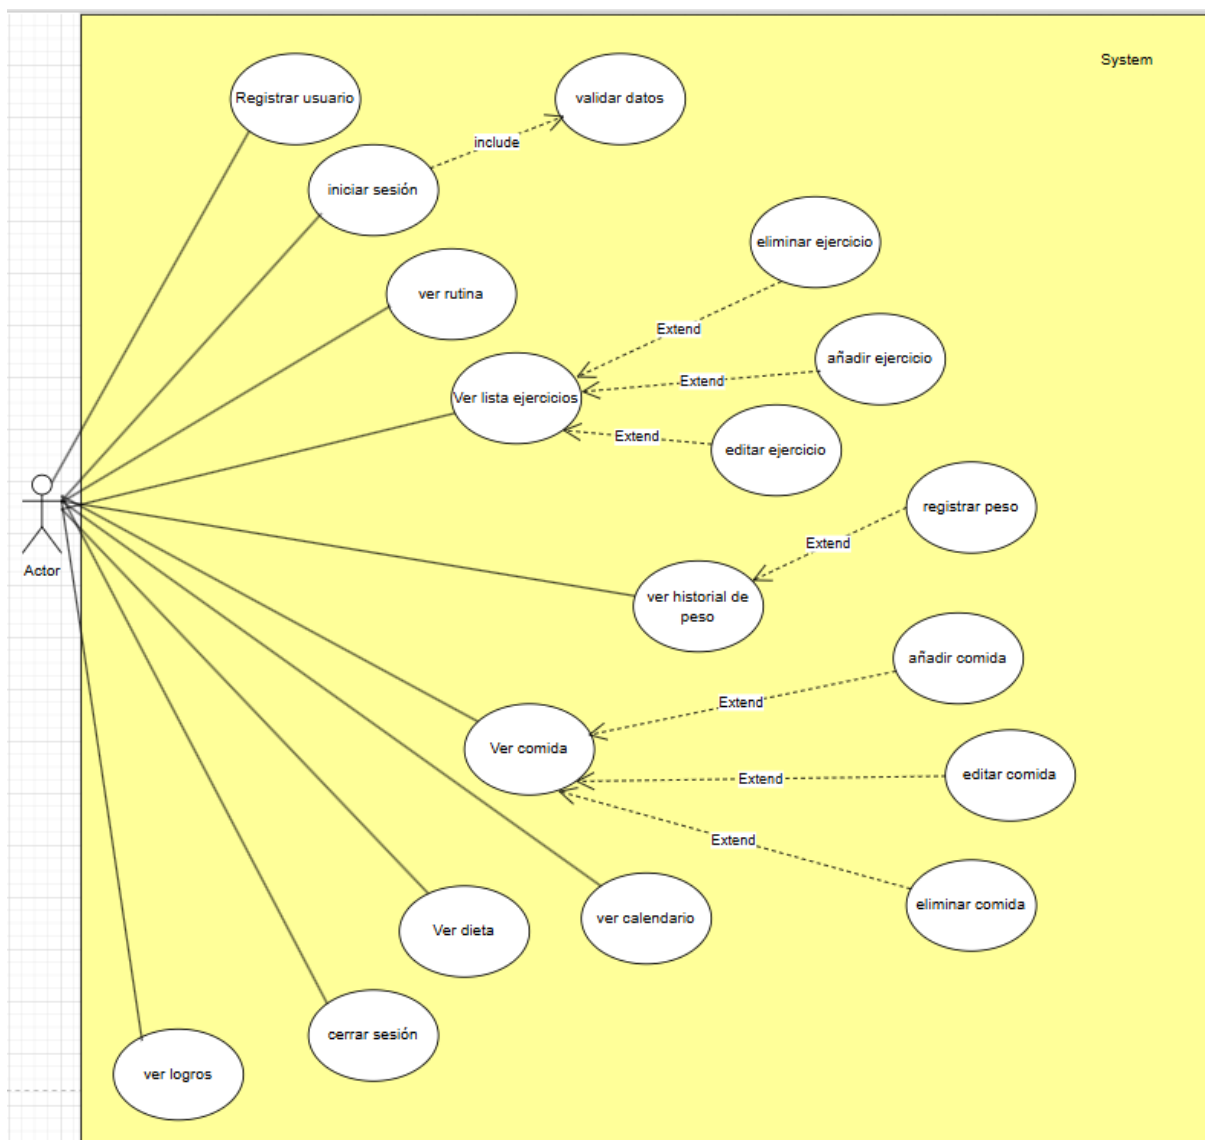 System
Registrar usuario
validar datos
include
iniciar sesión
eliminar ejercicio
ver rutina
Extend
añadir ejercicio
Extend
Ver lista ejercicios
Extend
editar ejercicio
registrar peso
Extend
Actor
ver historial de
peso
añadir comida
Extend
Ver comida
editar comida
Extend
Extend
eliminar comida
ver calendario
Ver dieta
cerrar sesión
ver logros